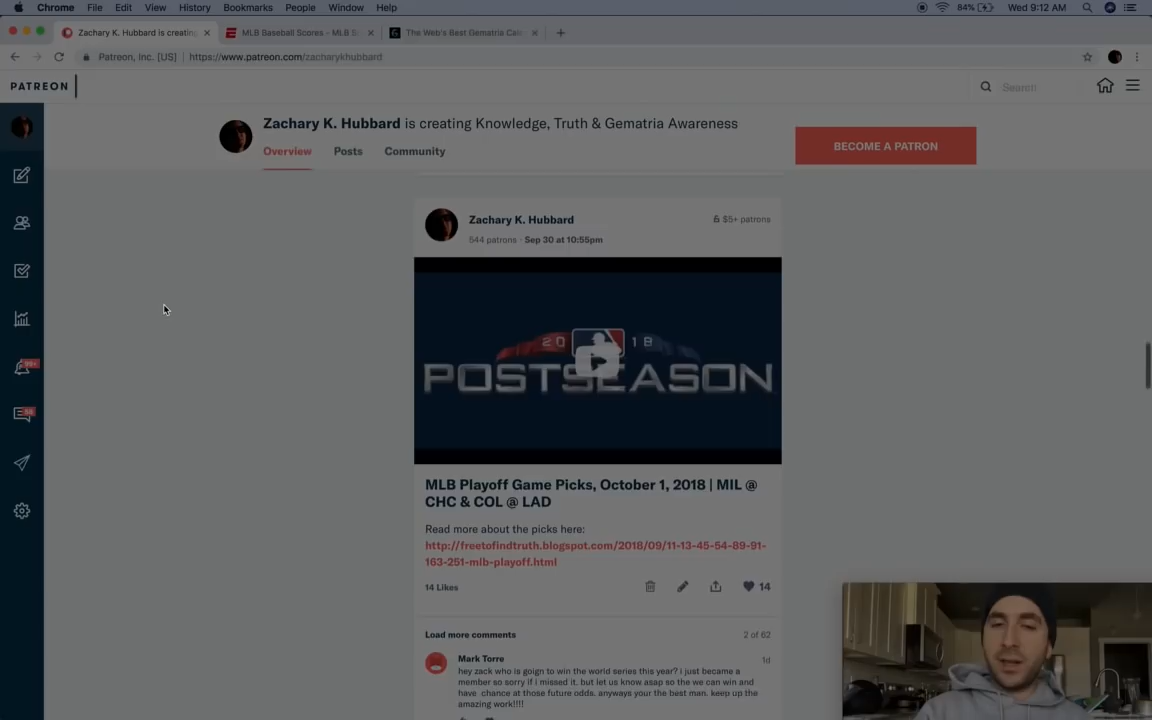 Chrome File Edit View History Bookmarks People Window Help 84% Wed 9:12 AM
Zachary K. Hubbard is creating × MLB Baseball Scores - MLB S × The Web's Best Gematria Calc × +
Patreon, Inc. [US] | https://www.patreon.com/zacharykhubbard
PATREON Search
Zachary K. Hubbard is creating Knowledge, Truth & Gematria Awareness
Overview Posts Community BECOME A PATRON
Zachary K. Hubbard $5+ patrons
544 patrons · Sep 30 at 10:55pm
20 18
POSTSEASON
MLB Playoff Game Picks, October 1, 2018 | MIL @
CHC & COL @ LAD
Read more about the picks here:
http://freetofindtruth.blogspot.com/2018/09/11-13-45-54-89-91-
163-251-mlb-playoff.html
14 Likes 14
Load more comments 2 of 62
Mark Torre 1d
hey zack who is goign to win the world series this year? i just became a
member so sorry if i missed it. but let us know asap so the we can win and
have chance at those future odds. anyways your the best man. keep up the
amazing work!!!!
99+
58